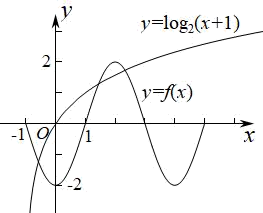 y
y=log₂(x+1)
2
y=f(x)
-1 O 1 x
-2